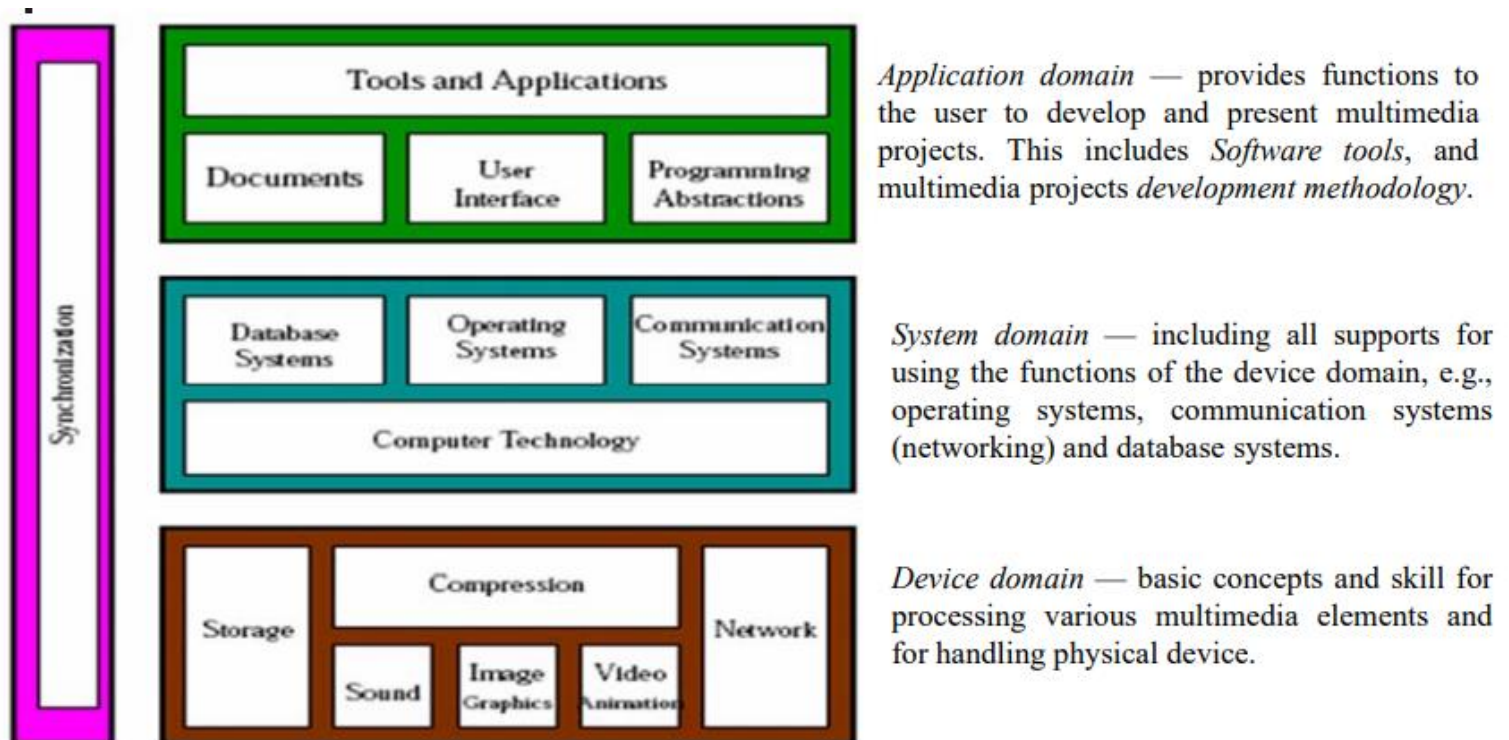 Synchronization
Tools and Applications
Documents
User
Interface
Programming
Abstractions
Application domain — provides functions to
the user to develop and present multimedia
projects. This includes Software tools, and
multimedia projects development methodology.
Database
Systems
Operating
Systems
Communication
Systems
Computer Technology
System domain — including all supports for
using the functions of the device domain, e.g.,
operating systems, communication systems
(networking) and database systems.
Storage
Compression
Sound
Image
Graphics
Video
Animation
Network
Device domain — basic concepts and skill for
processing various multimedia elements and
for handling physical device.